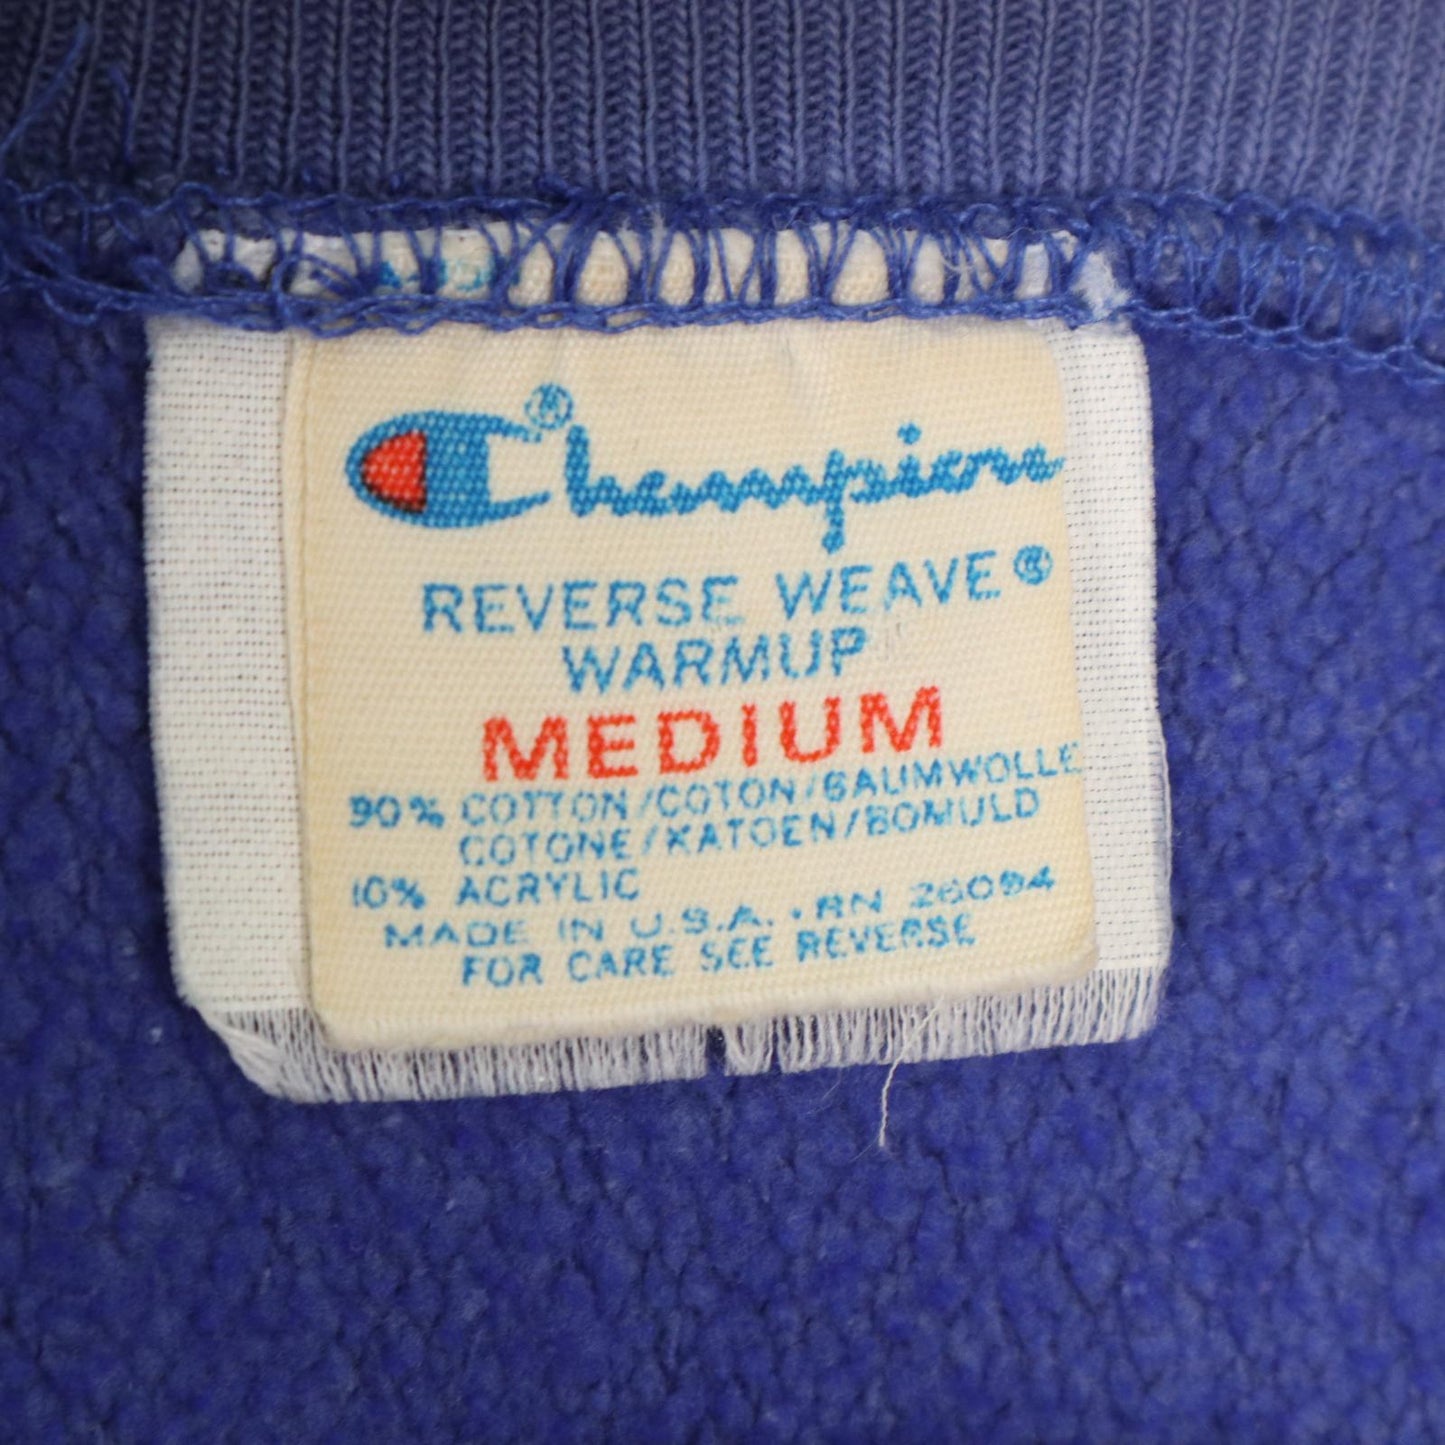 Champion®
REVERSE WEAVE®
WARMUP
MEDIUM
90% COTTON/COTON/BAUMWOLLE
COTONE/KATOEN/BOMULD
10% ACRYLIC
MADE IN U.S.A. • RN 26094
FOR CARE SEE REVERSE